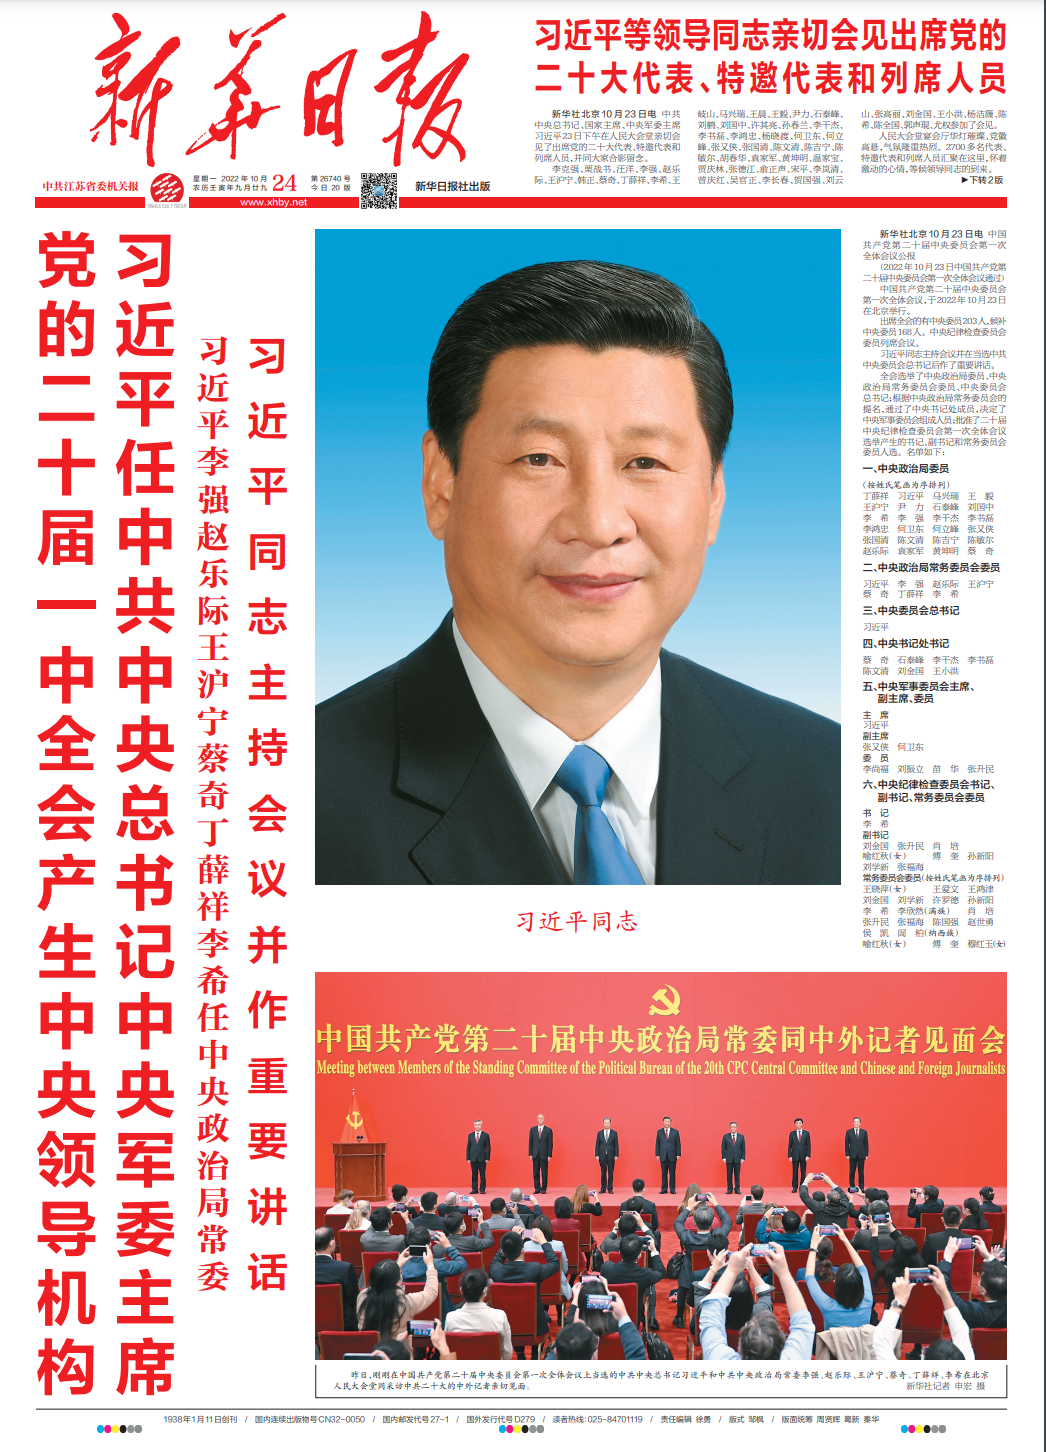 新华日报
中共江苏省委机关报
星期一 2022年10月
农历壬寅年九月廿九
24
第26740号
今日20版
新华日报社出版
www.xhby.net
习近平等领导同志亲切会见出席党的
二十大代表、特邀代表和列席人员
新华社北京10月23日电 中共
中央总书记、国家主席、中央军委主席
习近平23日下午在人民大会堂亲切会
见了出席党的二十大代表、特邀代表和
列席人员,并同大家合影留念。
李克强、栗战书、汪洋、李强、赵乐
际、王沪宁、韩正、蔡奇、丁薛祥、李希、王
岐山、马兴瑞、王晨、王毅、尹力、石泰峰、
刘鹤、刘国中、许其亮、孙春兰、李干杰、
李书磊、李鸿忠、杨晓渡、何卫东、何立
峰、张又侠、张国清、陈文清、陈吉宁、陈
敏尔、胡春华、袁家军、黄坤明、温家宝、
贾庆林、张德江、俞正声、宋平、李岚清、
曾庆红、吴官正、李长春、贺国强、刘云
山、张高丽、刘金国、王小洪、杨洁篪、陈
希、陈全国、郭声琨、尤权参加了会见。
人民大会堂宴会厅华灯璀璨,党徽
高悬,气氛隆重热烈。2700多名代表、
特邀代表和列席人员汇聚在这里,怀着
激动的心情,等候领导同志的到来。
▶下转2版
习近平任中共中央总书记中央军委主席
党的二十届一中全会产生中央领导机构
习近平同志主持会议并作重要讲话
习近平李强赵乐际王沪宁蔡奇丁薛祥李希任中央政治局常委
习近平同志
新华社北京10月23日电 中国
共产党第二十届中央委员会第一次
全体会议公报
(2022年10月23日中国共产党第
二十届中央委员会第一次全体会议通过)
中国共产党第二十届中央委员会
第一次全体会议,于2022年10月23日
在北京举行。
出席全会的有中央委员203人,候补
中央委员168人。中央纪律检查委员会
委员列席会议。
习近平同志主持会议并在当选中共
中央委员会总书记后作了重要讲话。
全会选举了中央政治局委员、中央
政治局常务委员会委员、中央委员会
总书记;根据中央政治局常务委员会的
提名,通过了中央书记处成员,决定了
中央军事委员会组成人员;批准了二十届
中央纪律检查委员会第一次全体会议
选举产生的书记、副书记和常务委员会
委员人选。名单如下:
一、中央政治局委员
(按姓氏笔画为序排列)
丁薛祥 习近平 马兴瑞 王 毅
王沪宁 尹 力 石泰峰 刘国中
李 希 李 强 李干杰 李书磊
李鸿忠 何卫东 何立峰 张又侠
张国清 陈文清 陈吉宁 陈敏尔
赵乐际 袁家军 黄坤明 蔡 奇
二、中央政治局常务委员会委员
习近平 李 强 赵乐际 王沪宁
蔡 奇 丁薛祥 李 希
三、中央委员会总书记
习近平
四、中央书记处书记
蔡 奇 石泰峰 李干杰 李书磊
陈文清 刘金国 王小洪
五、中央军事委员会主席、
副主席、委员
主 席
习近平
副主席
张又侠 何卫东
委 员
李尚福 刘振立 苗 华 张升民
六、中央纪律检查委员会书记、
副书记、常务委员会委员
书 记
李 希
副书记
刘金国 张升民 肖 培
喻红秋(女) 傅 奎 孙新阳
刘学新 张福海
常务委员会委员(按姓氏笔画为序排列)
王晓萍(女) 王爱文 王鸿津
刘金国 刘学新 许罗德 孙新阳
李 希 李欣然(满族) 肖 培
张升民 张福海 陈国强 赵世勇
侯 凯 阎 柏(纳西族)
喻红秋(女) 傅 奎 穆红玉(女)
中国共产党第二十届中央政治局常委同中外记者见面会
Meeting between Members of the Standing Committee of the Political Bureau of the 20th CPC Central Committee and Chinese and Foreign Journalists
昨日,刚刚在中国共产党第二十届中央委员会第一次全体会议上当选的中共中央总书记习近平和中共中央政治局常委李强、赵乐际、王沪宁、蔡奇、丁薛祥、李希在北京
人民大会堂同采访中共二十大的中外记者亲切见面。
新华社记者 申宏 摄
1938年1月11日创刊 / 国内连续出版物号CN32-0050 / 国内邮发代号27-1 / 国外发行代号D279 / 读者热线:025-84701119 / 责任编辑 徐勇 / 版式 邹枫 / 版面统筹 周贤辉 葛新 秦华